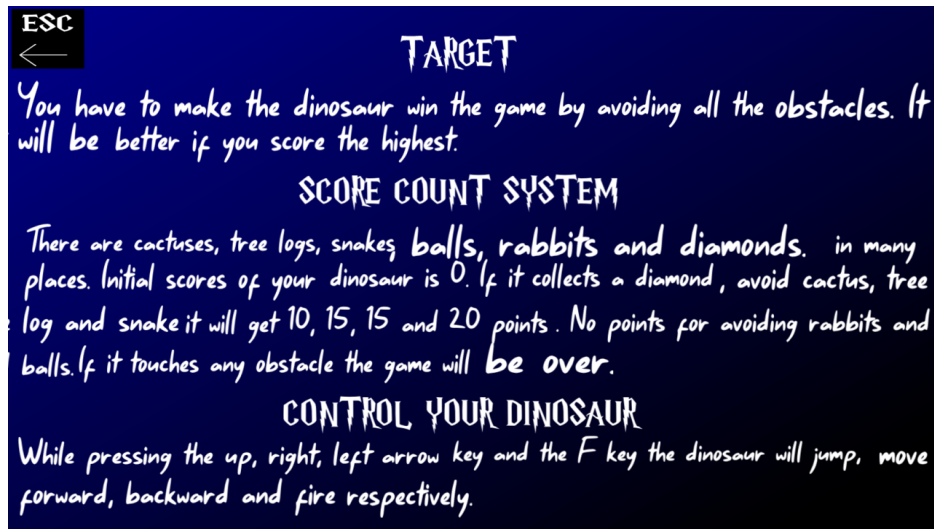 ESC
TARGET
You have to make the dinosaur win the game by avoiding all the obstacles. It
will be better if you score the highest.
SCORE COUNT SYSTEM
There are cactuses, tree logs, snakes, balls, rabbits and diamonds. in many
places. Initial scores of your dinosaur is 0. If it collects a diamond, avoid cactus, tree
log and snake it will get 10, 15, 15 and 20 points. No points for avoiding rabbits and
balls. If it touches any obstacle the game will be over.
CONTROL YOUR DINOSAUR
While pressing the up, right, left arrow key and the F key the dinosaur will jump, move
forward, backward and fire respectively.